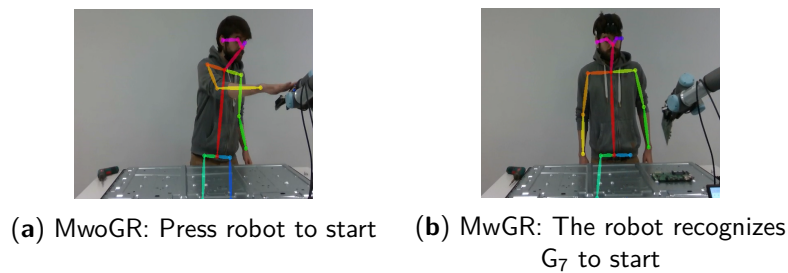 (a) MwoGR: Press robot to start
(b) MwGR: The robot recognizes
G₇ to start